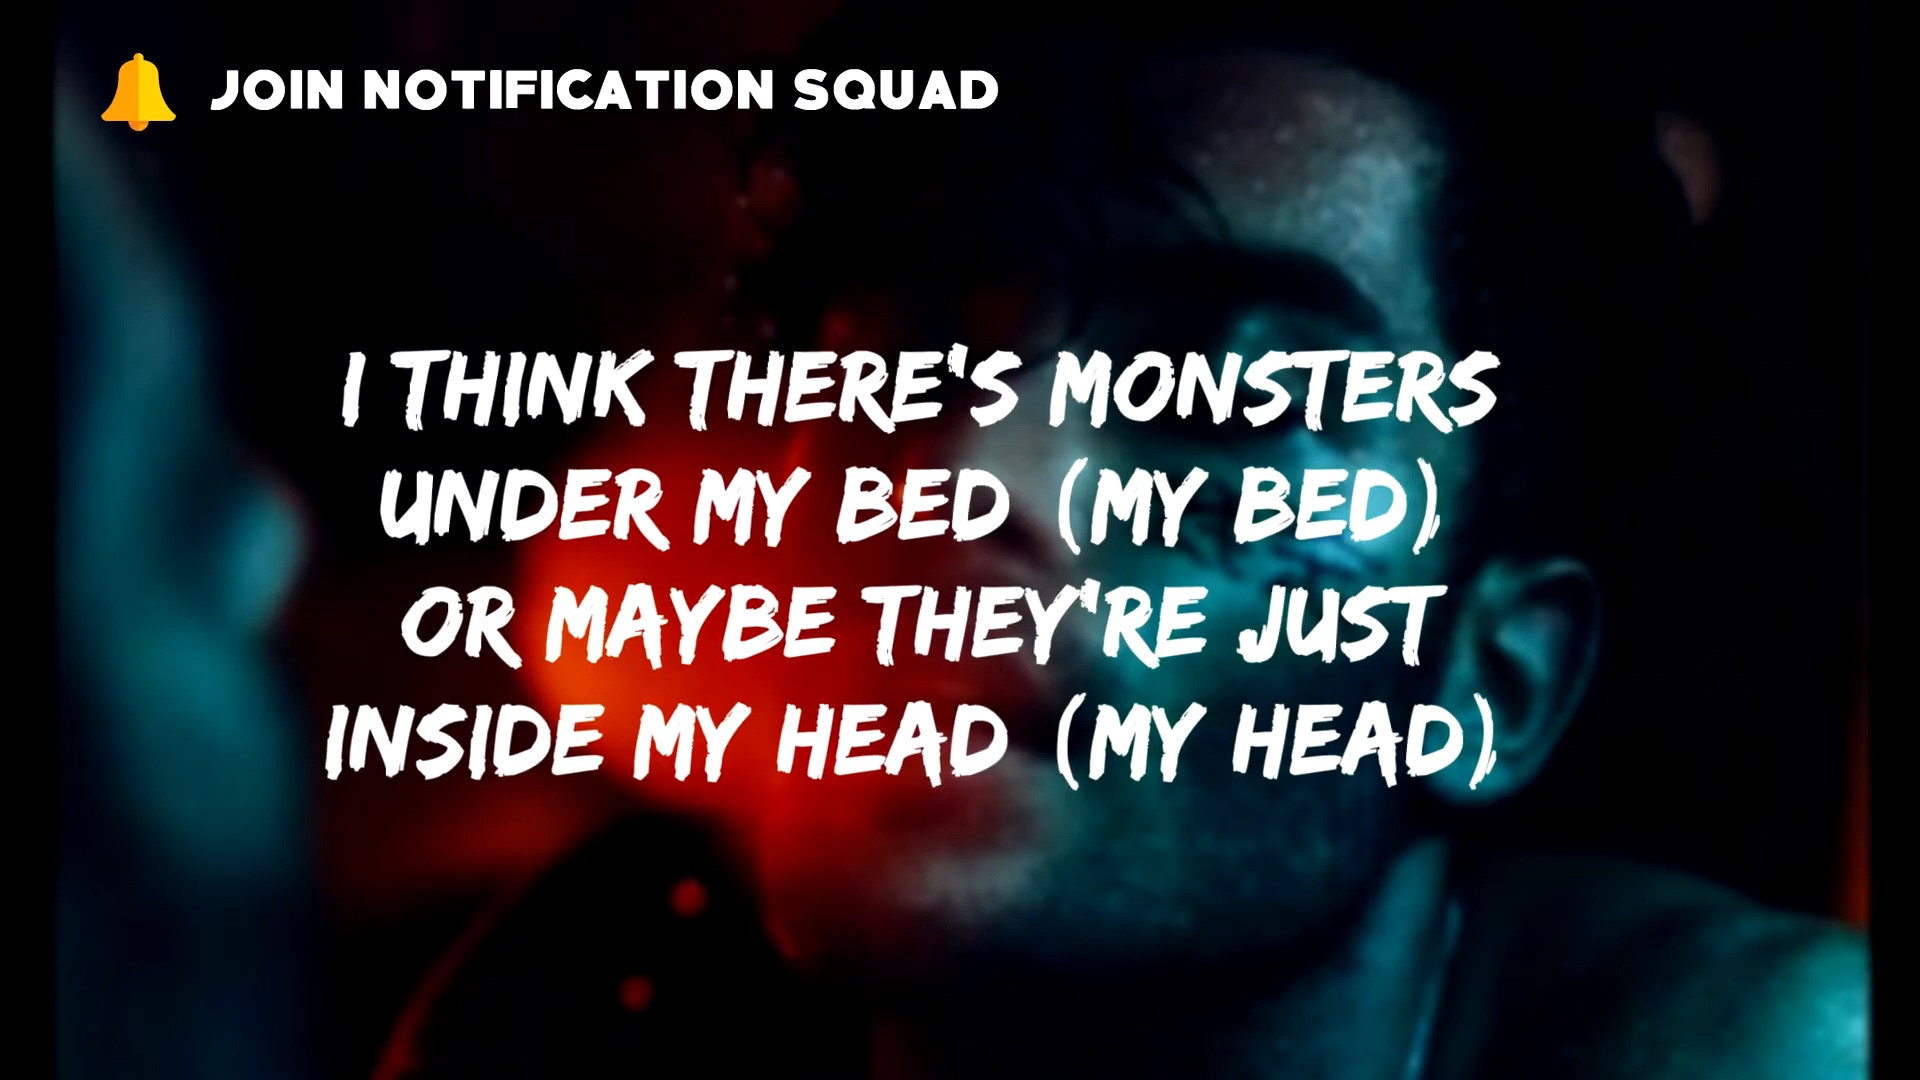 JOIN NOTIFICATION SQUAD
I THINK THERE'S MONSTERS
UNDER MY BED (MY BED)
OR MAYBE THEY'RE JUST
INSIDE MY HEAD (MY HEAD)